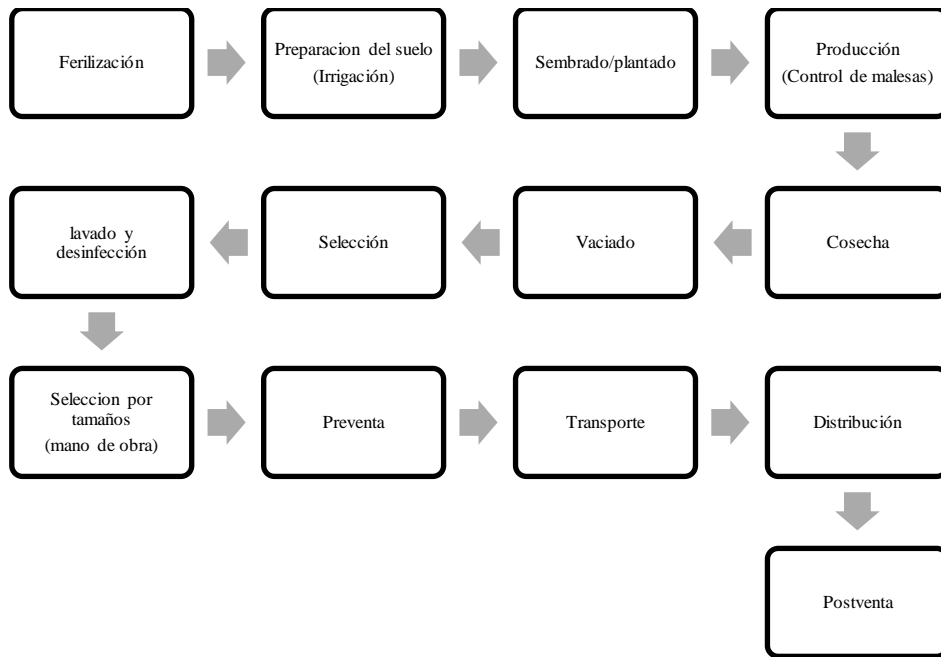 Ferilización
Preparacion del suelo
(Irrigación)
Sembrado/plantado
Producción
(Control de malesas)
Cosecha
Vaciado
Selección
lavado y
desinfección
Seleccion por
tamaños
(mano de obra)
Preventa
Transporte
Distribución
Postventa